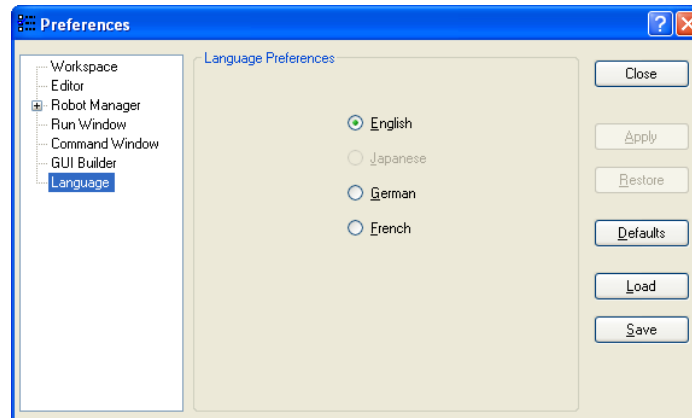 Preferences
Workspace
Editor
Robot Manager
Run Window
Command Window
GUI Builder
Language
Language Preferences
English
Japanese
German
French
Close
Apply
Restore
Defaults
Load
Save